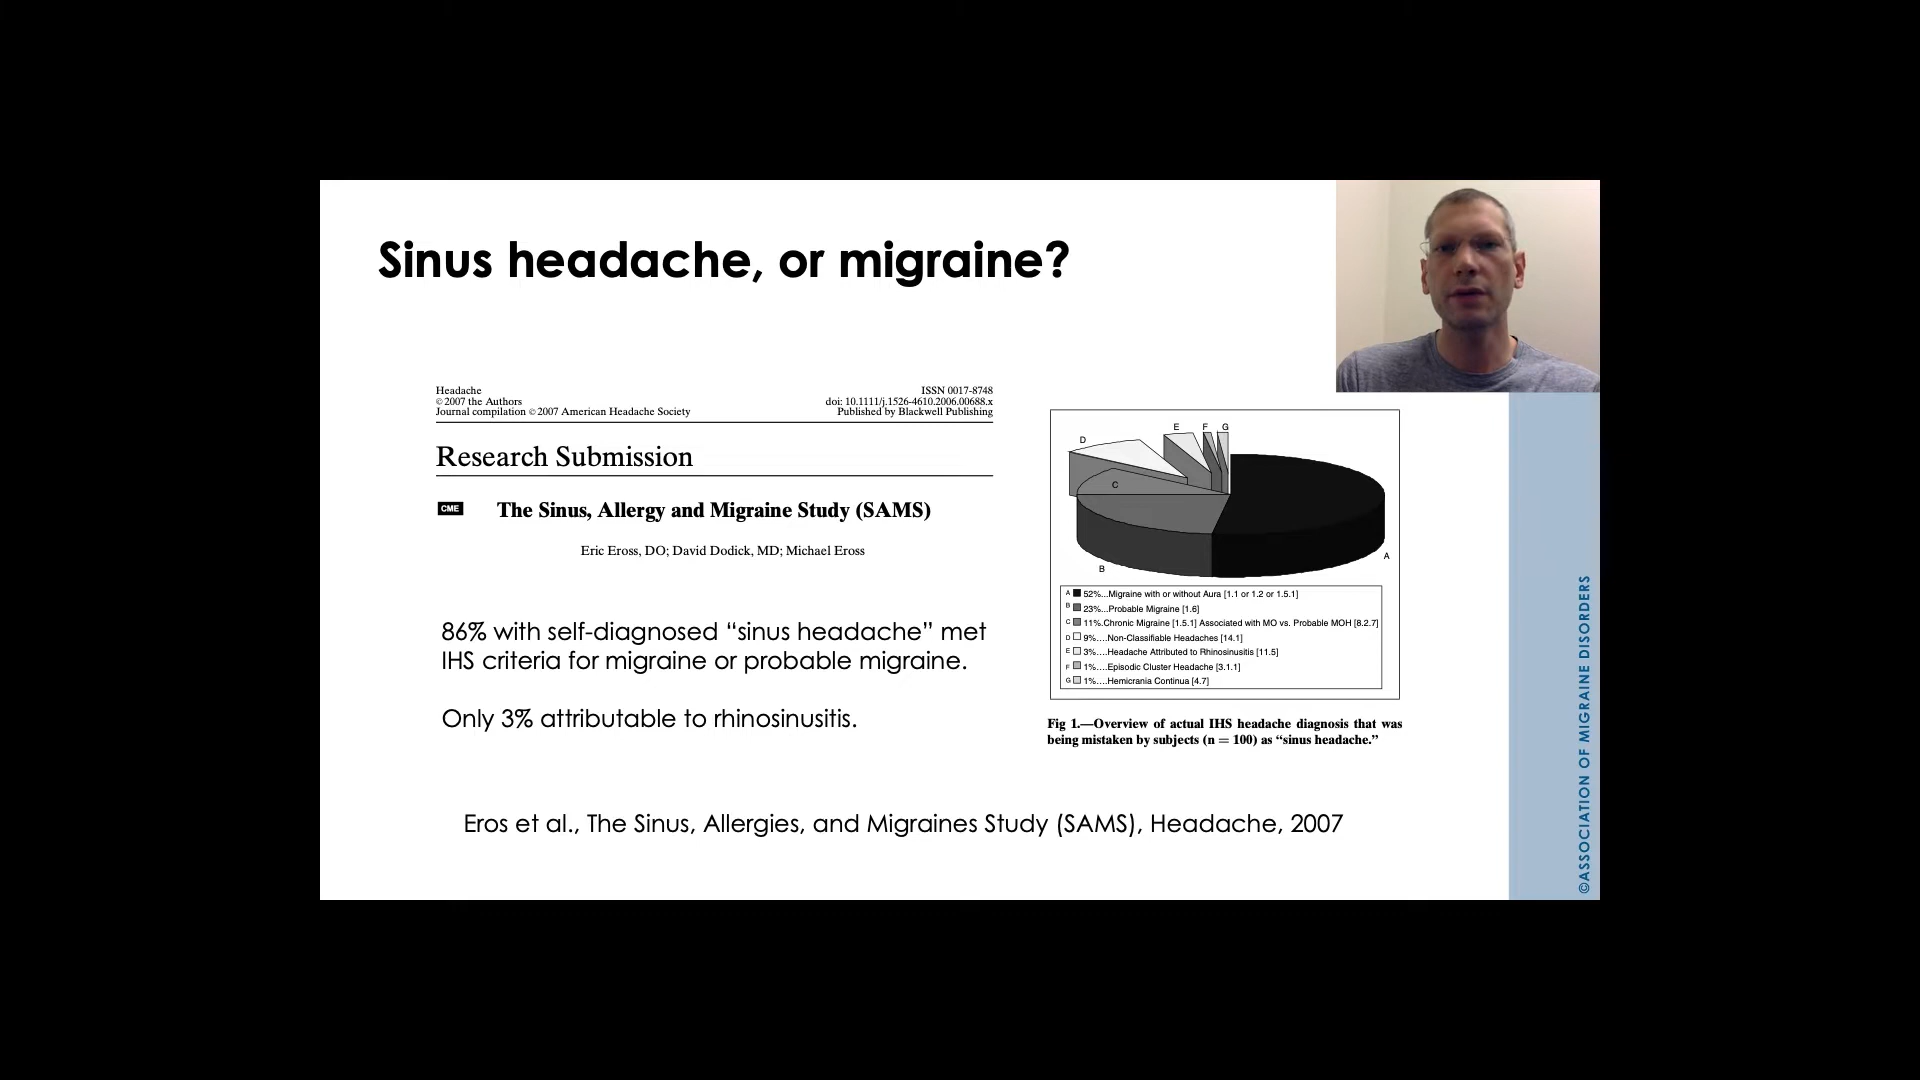 Sinus headache, or migraine?
Headache
ISSN 0017-8748
© 2007 the Authors
doi: 10.1111/j.1526-4610.2006.00688.x
Journal compilation © 2007 American Headache Society
Published by Blackwell Publishing
Research Submission
CME
The Sinus, Allergy and Migraine Study (SAMS)
Eric Eross, DO; David Dodick, MD; Michael Eross
86% with self-diagnosed “sinus headache” met
IHS criteria for migraine or probable migraine.
Only 3% attributable to rhinosinusitis.
D
E
F
G
C
A
B
A 52%...Migraine with or without Aura [1.1 or 1.2 or 1.5.1]
B 23%...Probable Migraine [1.6]
C 11%.Chronic Migraine [1.5.1] Associated with MO vs. Probable MOH [8.2.7]
D 9%....Non-Classifiable Headaches [14.1]
E 3%....Headache Attributed to Rhinosinusitis [11.5]
F 1%....Episodic Cluster Headache [3.1.1]
G 1%....Hemicrania Continua [4.7]
Fig 1.—Overview of actual IHS headache diagnosis that was
being mistaken by subjects (n = 100) as “sinus headache.”
Eros et al., The Sinus, Allergies, and Migraines Study (SAMS), Headache, 2007
©ASSOCIATION OF MIGRAINE DISORDERS